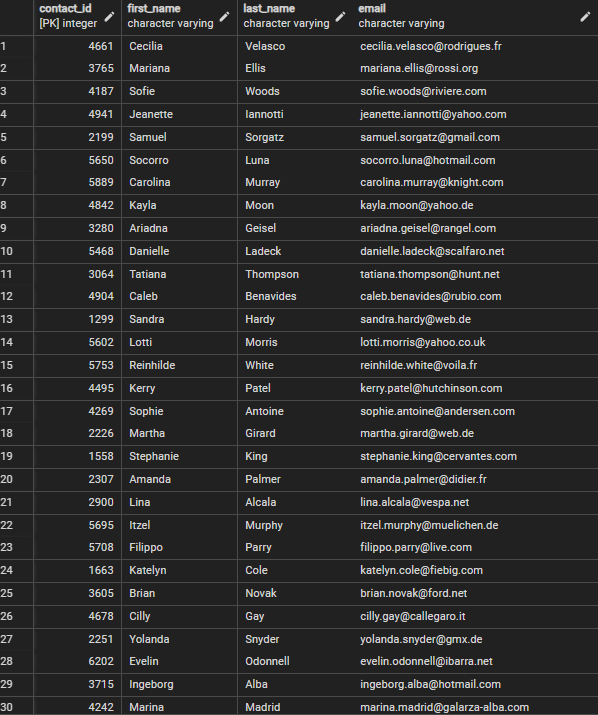 contact_id first_name last_name email
[PK] integer character varying character varying character varying
1 4661 Cecilia Velasco cecilia.velasco@rodrigues.fr
2 3765 Mariana Ellis mariana.ellis@rossi.org
3 4187 Sofie Woods sofie.woods@riviere.com
4 4941 Jeanette Iannotti jeanette.iannotti@yahoo.com
5 2199 Samuel Sorgatz samuel.sorgatz@gmail.com
6 5650 Socorro Luna socorro.luna@hotmail.com
7 5889 Carolina Murray carolina.murray@knight.com
8 4842 Kayla Moon kayla.moon@yahoo.de
9 3280 Ariadna Geisel ariadna.geisel@rangel.com
10 5468 Danielle Ladeck danielle.ladeck@scalfaro.net
11 3064 Tatiana Thompson tatiana.thompson@hunt.net
12 4904 Caleb Benavides caleb.benavides@rubio.com
13 1299 Sandra Hardy sandra.hardy@web.de
14 5602 Lotti Morris lotti.morris@yahoo.co.uk
15 5753 Reinhilde White reinhilde.white@voila.fr
16 4495 Kerry Patel kerry.patel@hutchinson.com
17 4269 Sophie Antoine sophie.antoine@andersen.com
18 2226 Martha Girard martha.girard@web.de
19 1558 Stephanie King stephanie.king@cervantes.com
20 2307 Amanda Palmer amanda.palmer@didier.fr
21 2900 Lina Alcala lina.alcala@vespa.net
22 5695 Itzel Murphy itzel.murphy@muelichen.de
23 5708 Filippo Parry filippo.parry@live.com
24 1663 Katelyn Cole katelyn.cole@fiebig.com
25 3605 Brian Novak brian.novak@ford.net
26 4678 Cilly Gay cilly.gay@callegaro.it
27 2251 Yolanda Snyder yolanda.snyder@gmx.de
28 6202 Evelin Odonnell evelin.odonnell@ibarra.net
29 3715 Ingeborg Alba ingeborg.alba@hotmail.com
30 4242 Marina Madrid marina.madrid@galarza-alba.com